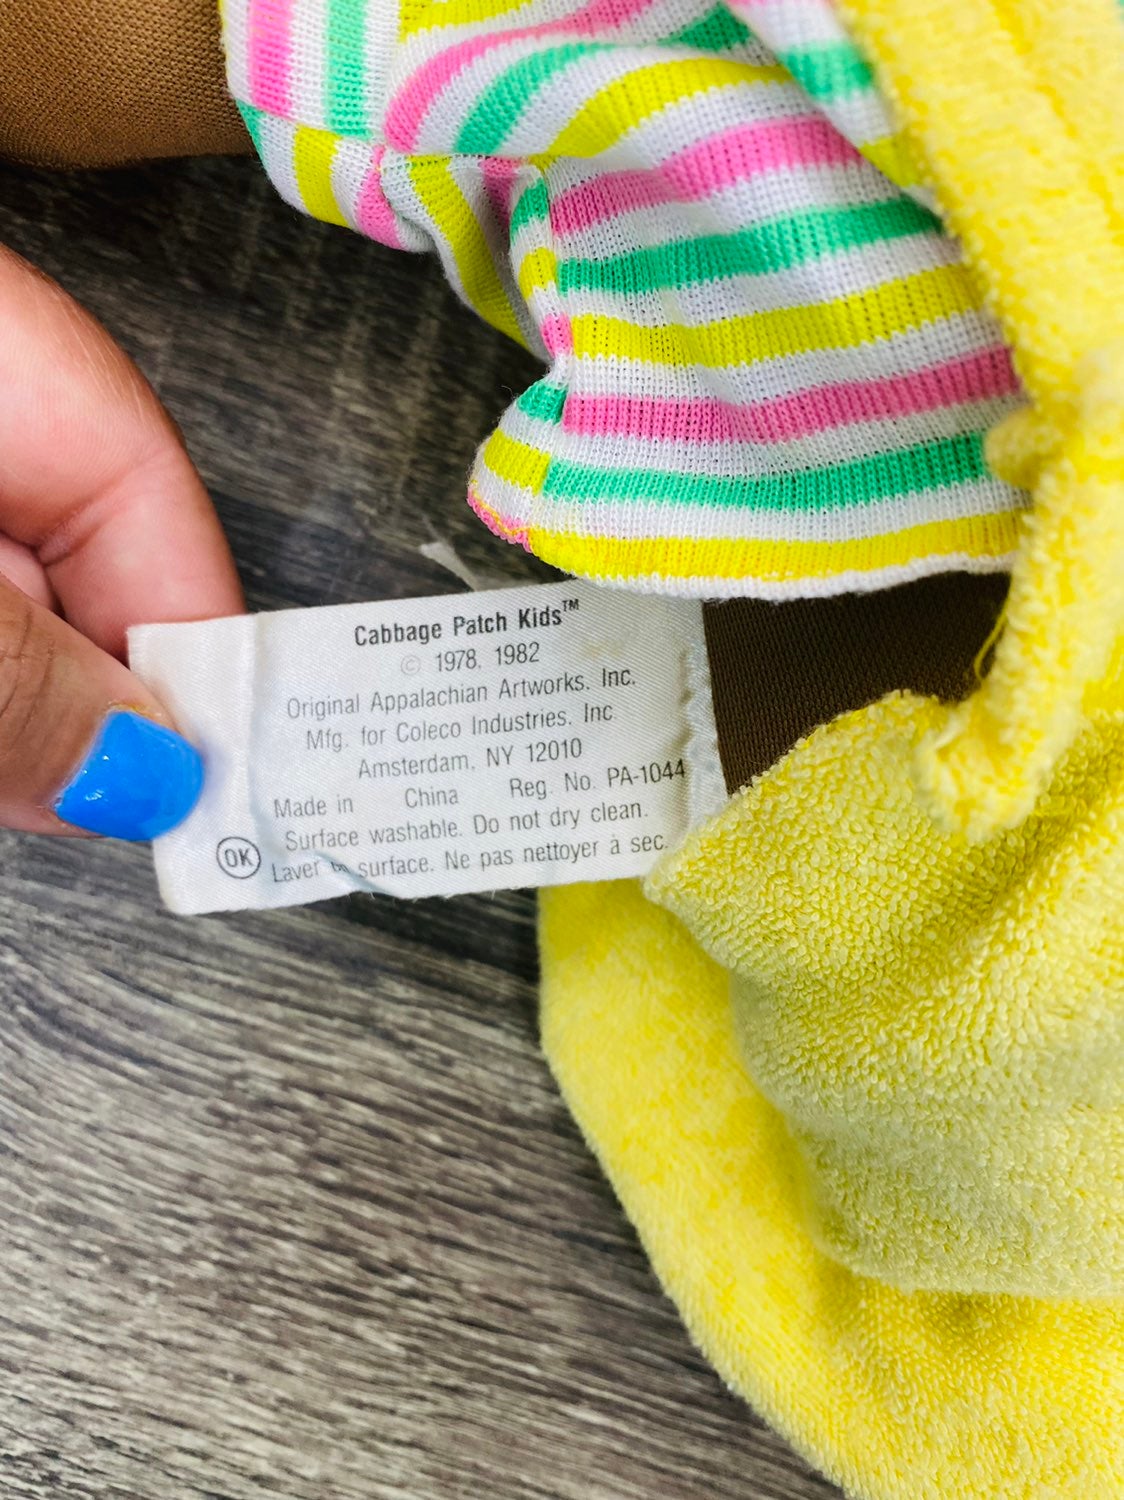 Cabbage Patch Kids™
© 1978, 1982
Original Appalachian Artworks, Inc.
Mfg. for Coleco Industries, Inc
Amsterdam, NY 12010
Made in China Reg. No. PA-1044
Surface washable. Do not dry clean.
OK Laver surface. Ne pas nettoyer à sec.